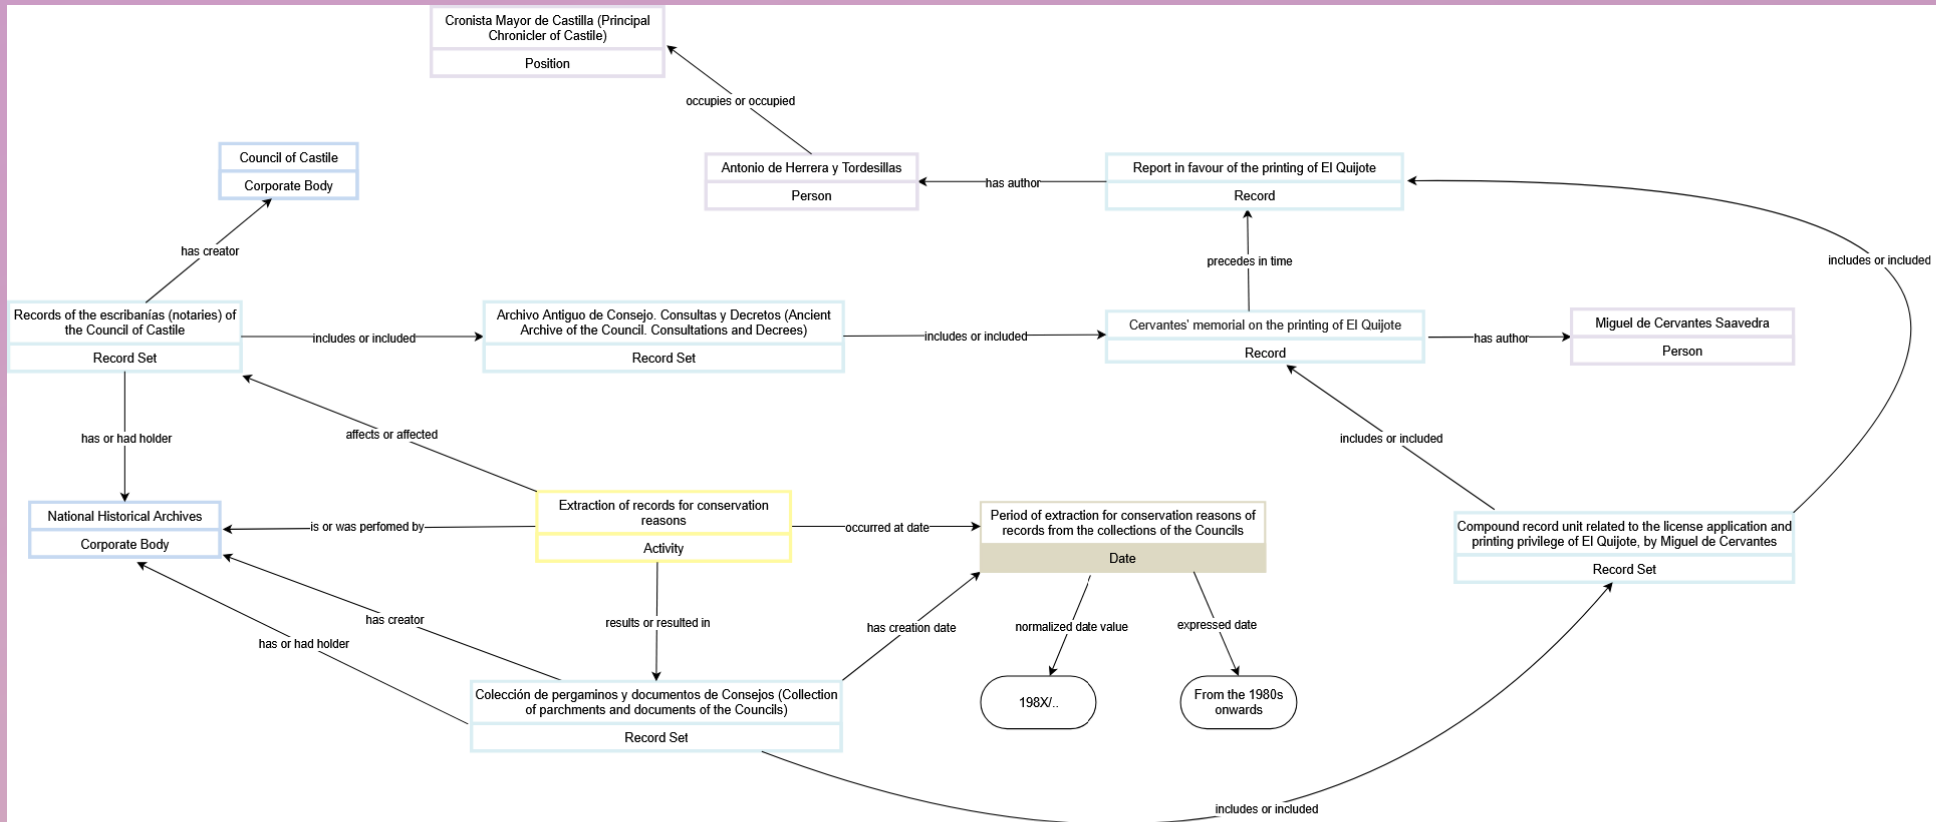 Cronista Mayor de Castilla (Principal
Chronicler of Castile)
Position
occupies or occupied
Council of Castile
Corporate Body
Antonio de Herrera y Tordesillas
Person
has author
Report in favour of the printing of El Quijote
Record
has creator
precedes in time
includes or included
Records of the escribanías (notaries) of
the Council of Castile
Record Set
includes or included
Archivo Antiguo de Consejo. Consultas y Decretos (Ancient
Archive of the Council. Consultations and Decrees)
Record Set
includes or included
Cervantes' memorial on the printing of El Quijote
Record
has author
Miguel de Cervantes Saavedra
Person
has or had holder
affects or affected
includes or included
National Historical Archives
Corporate Body
is or was perfomed by
Extraction of records for conservation
reasons
Activity
occurred at date
Period of extraction for conservation reasons of
records from the collections of the Councils
Date
Compound record unit related to the license application and
printing privilege of El Quijote, by Miguel de Cervantes
Record Set
has creator
has or had holder
results or resulted in
has creation date
normalized date value
expressed date
Colección de pergaminos y documentos de Consejos (Collection
of parchments and documents of the Councils)
Record Set
198X/..
From the 1980s
onwards
includes or included